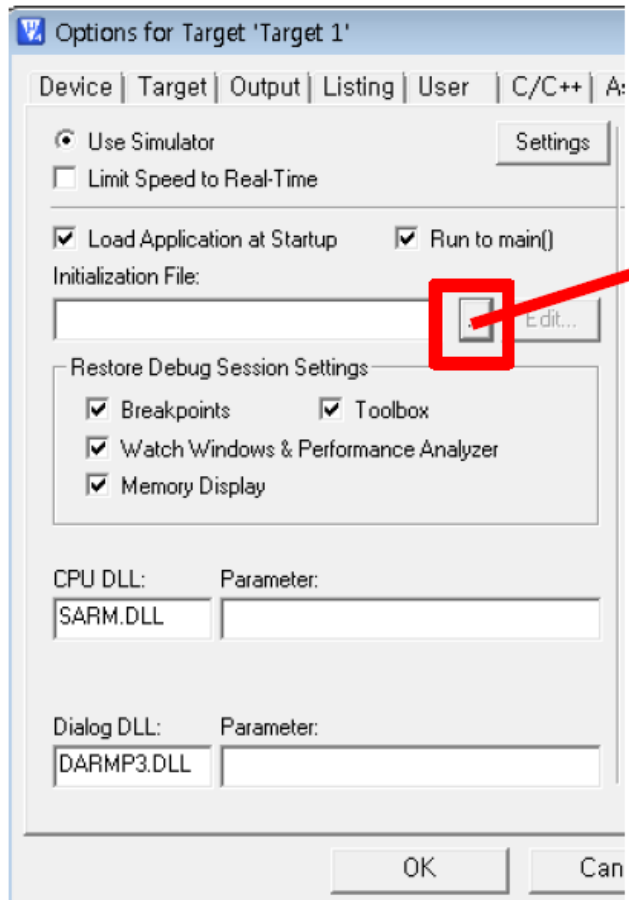 Options for Target 'Target 1'
Device Target Output Listing User C/C++
Use Simulator Settings
Limit Speed to Real-Time
Load Application at Startup Run to main()
Initialization File:
Edit...
Restore Debug Session Settings
Breakpoints Toolbox
Watch Windows & Performance Analyzer
Memory Display
CPU DLL: Parameter:
SARM.DLL
Dialog DLL: Parameter:
DARMP3.DLL
OK